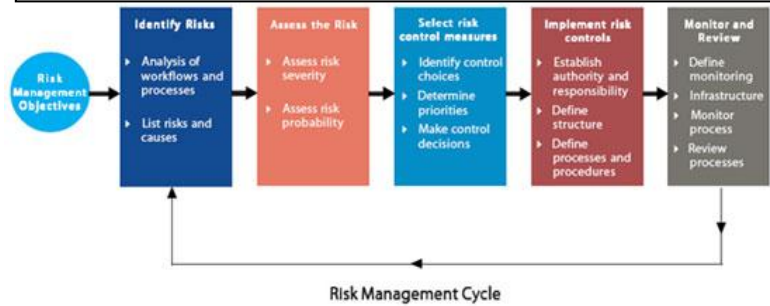 Risk
Management
Objectives
Identify Risks
Analysis of
workflows and
processes
List risks and
causes
Assess the Risk
Assess risk
severity
Assess risk
probability
Select risk
control measures
Identify control
choices
Determine
priorities
Make control
decisions
Implement risk
controls
Establish
authority and
responsibility
Define
structure
Define
processes and
procedures
Monitor and
Review
Define
monitoring
Infrastructure
Monitor
process
Review
processes
Risk Management Cycle